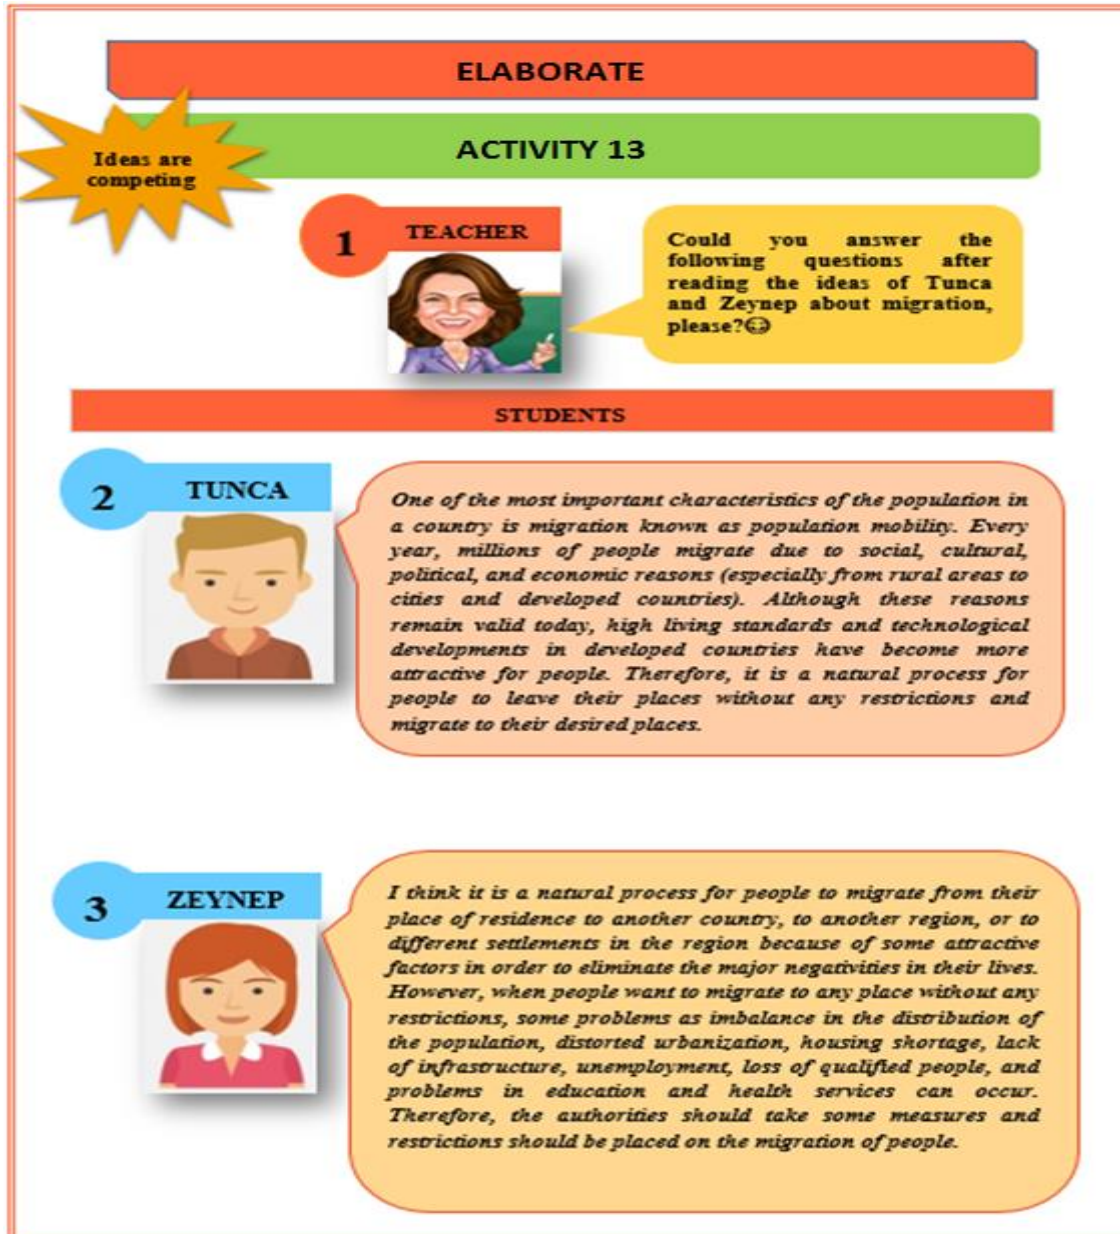 ELABORATE
Ideas are
competing
ACTIVITY 13
1
TEACHER
Could you answer the
following questions after
reading the ideas of Tunca
and Zeynep about migration,
please?
STUDENTS
2
TUNCA
One of the most important characteristics of the population in
a country is migration known as population mobility. Every
year, millions of people migrate due to social, cultural,
political, and economic reasons (especially from rural areas to
cities and developed countries). Although these reasons
remain valid today, high living standards and technological
developments in developed countries have become more
attractive for people. Therefore, it is a natural process for
people to leave their places without any restrictions and
migrate to their desired places.
3
ZEYNEP
I think it is a natural process for people to migrate from their
place of residence to another country, to another region, or to
different settlements in the region because of some attractive
factors in order to eliminate the major negativities in their lives.
However, when people want to migrate to any place without any
restrictions, some problems as imbalance in the distribution of
the population, distorted urbanization, housing shortage, lack
of infrastructure, unemployment, loss of qualified people, and
problems in education and health services can occur.
Therefore, the authorities should take some measures and
restrictions should be placed on the migration of people.